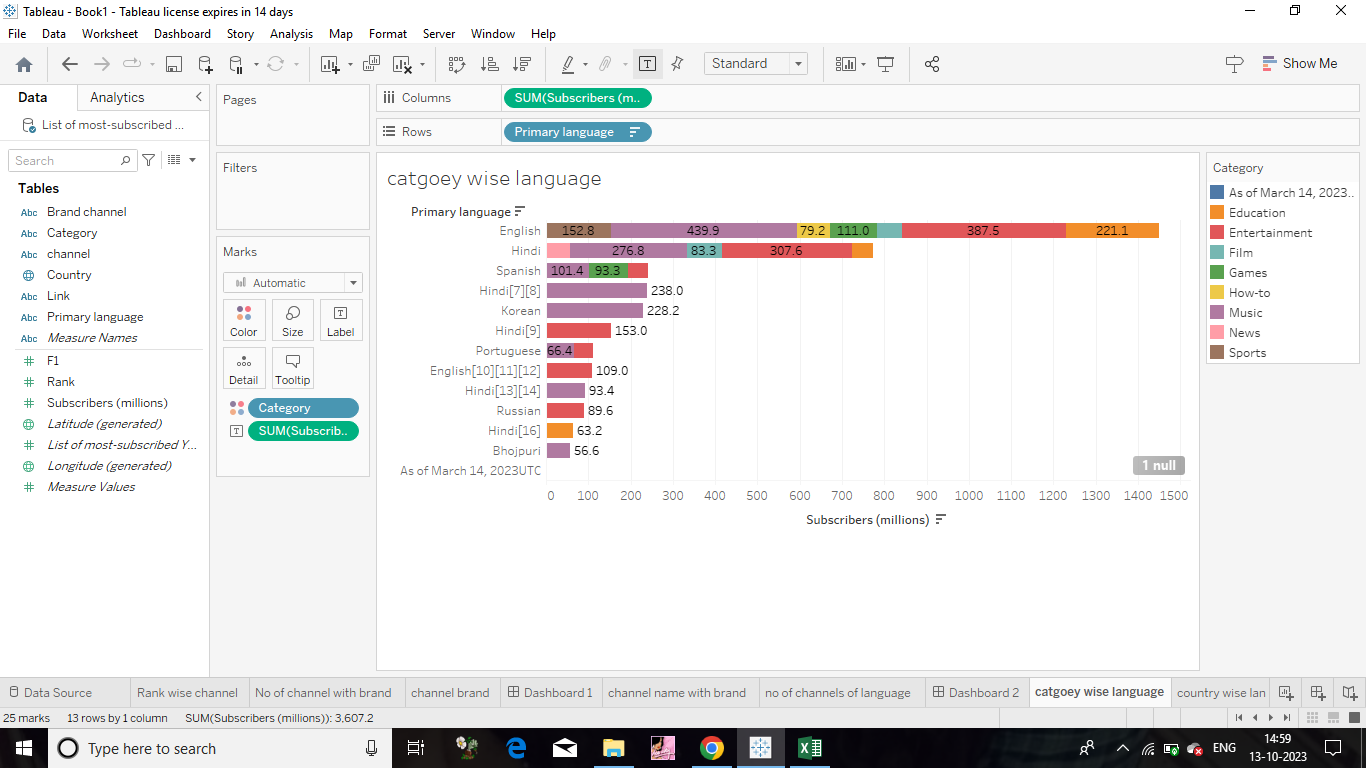 Tableau - Book1 - Tableau license expires in 14 days
File Data Worksheet Dashboard Story Analysis Map Format Server Window Help
Standard
Show Me
Data Analytics
List of most-subscribed ...
Search
Tables
Abc Brand channel
Abc Category
Abc channel
Country
Abc Link
Abc Primary language
Abc Measure Names
F1
Rank
Subscribers (millions)
Latitude (generated)
List of most-subscribed Y...
Longitude (generated)
Measure Values
Pages
Filters
Marks
Automatic
Color Size Label
Detail Tooltip
Category
SUM(Subscrib..
Columns SUM(Subscribers (m..
Rows Primary language
catgoey wise language
Primary language
English 152.8 439.9 79.2 111.0 387.5 221.1
Hindi 276.8 83.3 307.6
Spanish 101.4 93.3
Hindi[7][8] 238.0
Korean 228.2
Hindi[9] 153.0
Portuguese 66.4
English[10][11][12] 109.0
Hindi[13][14] 93.4
Russian 89.6
Hindi[16] 63.2
Bhojpuri 56.6
As of March 14, 2023UTC
1 null
0 100 200 300 400 500 600 700 800 900 1000 1100 1200 1300 1400 1500
Subscribers (millions)
Category
As of March 14, 2023..
Education
Entertainment
Film
Games
How-to
Music
News
Sports
Data Source Rank wise channel No of channel with brand channel brand Dashboard 1 channel name with brand no of channels of language Dashboard 2 catgoey wise language country wise lan
25 marks 13 rows by 1 column SUM(Subscribers (millions)): 3,607.2
Type here to search
ENG
14:59
13-10-2023